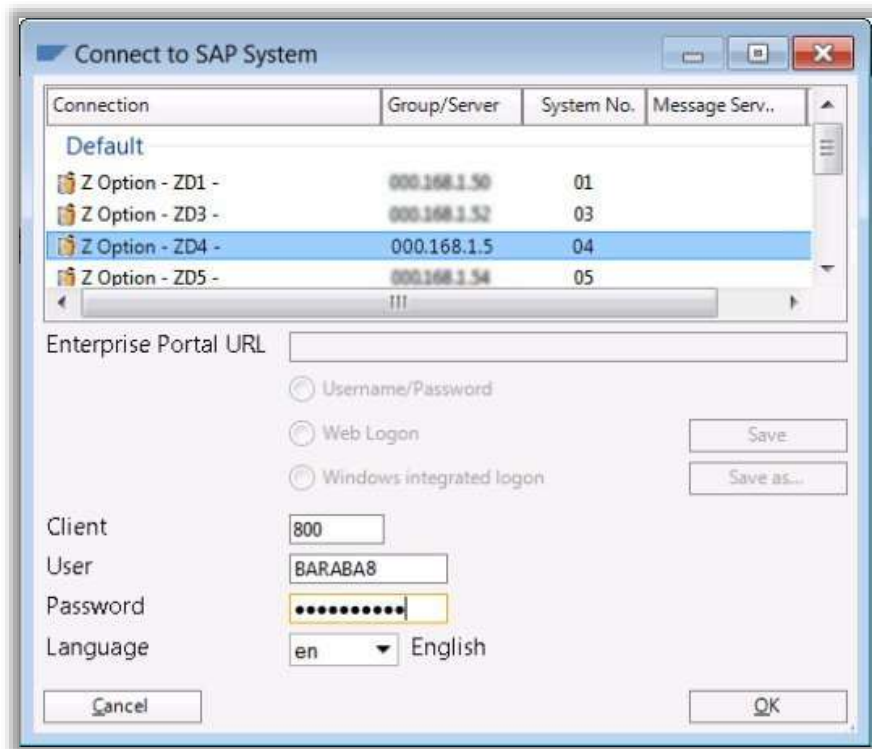 Connect to SAP System
Connection Group/Server System No. Message Serv..
Default
Z Option - ZD1 - 01
Z Option - ZD3 - 03
Z Option - ZD4 - 000.168.1.5 04
Z Option - ZD5 - 05
Enterprise Portal URL
Username/Password
Web Logon Save
Windows integrated logon Save as...
Client 800
User BARABA8
Password ••••••••••
Language en English
Cancel OK